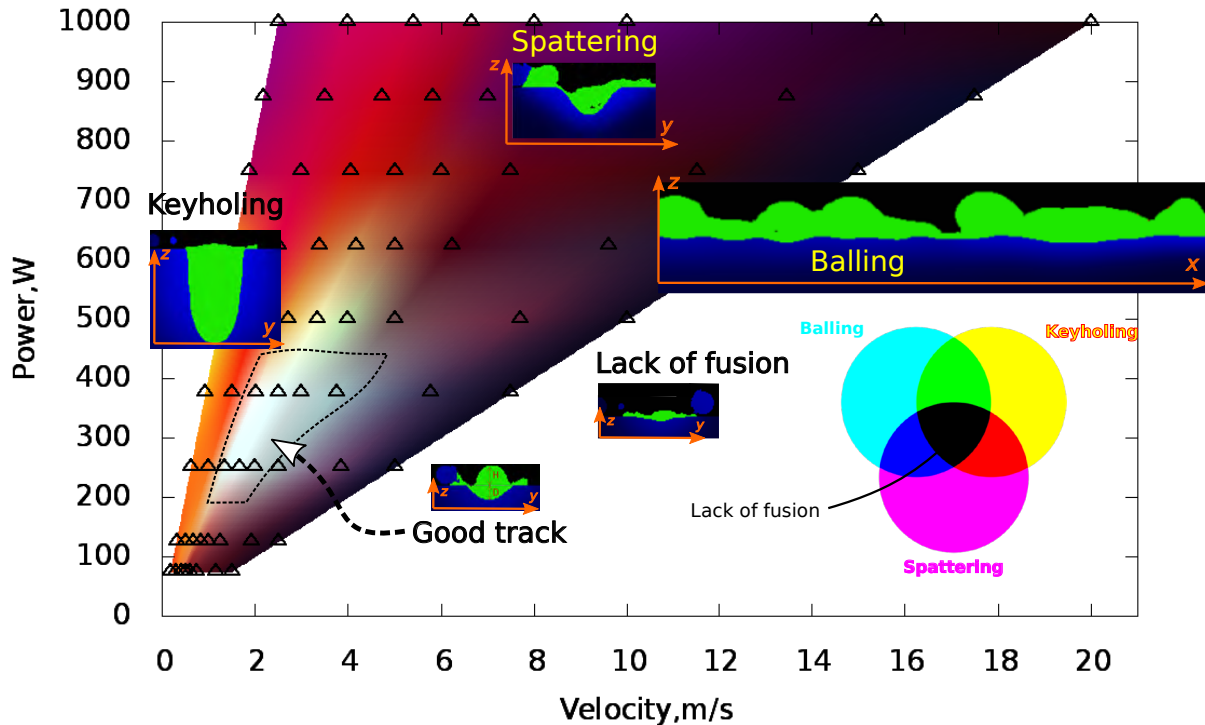 1000
900
800
700
600
500
400
300
200
100
0
Power,W
0
2
4
6
8
10
12
14
16
18
20
Velocity,m/s
Spattering
z
y
Keyholing
z
y
z
Balling
x
Lack of fusion
z
y
H
D
z
y
Good track
Balling
Keyholing
Lack of fusion
Spattering